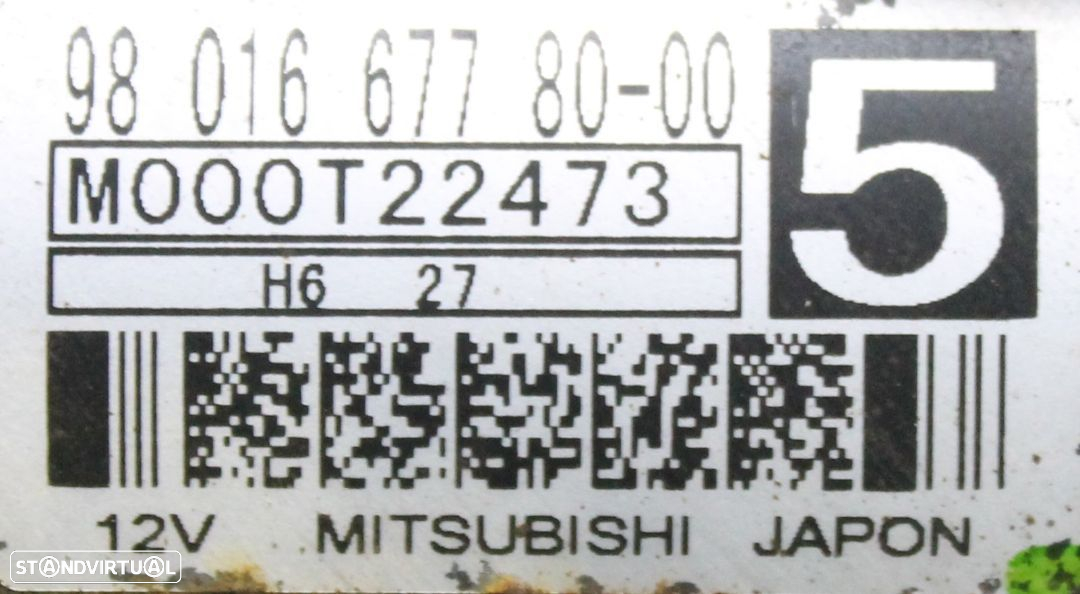 98 016 677 80-00
5
M000T22473
H6 27
12V MITSUBISHI JAPON
STANDVIRTUAL